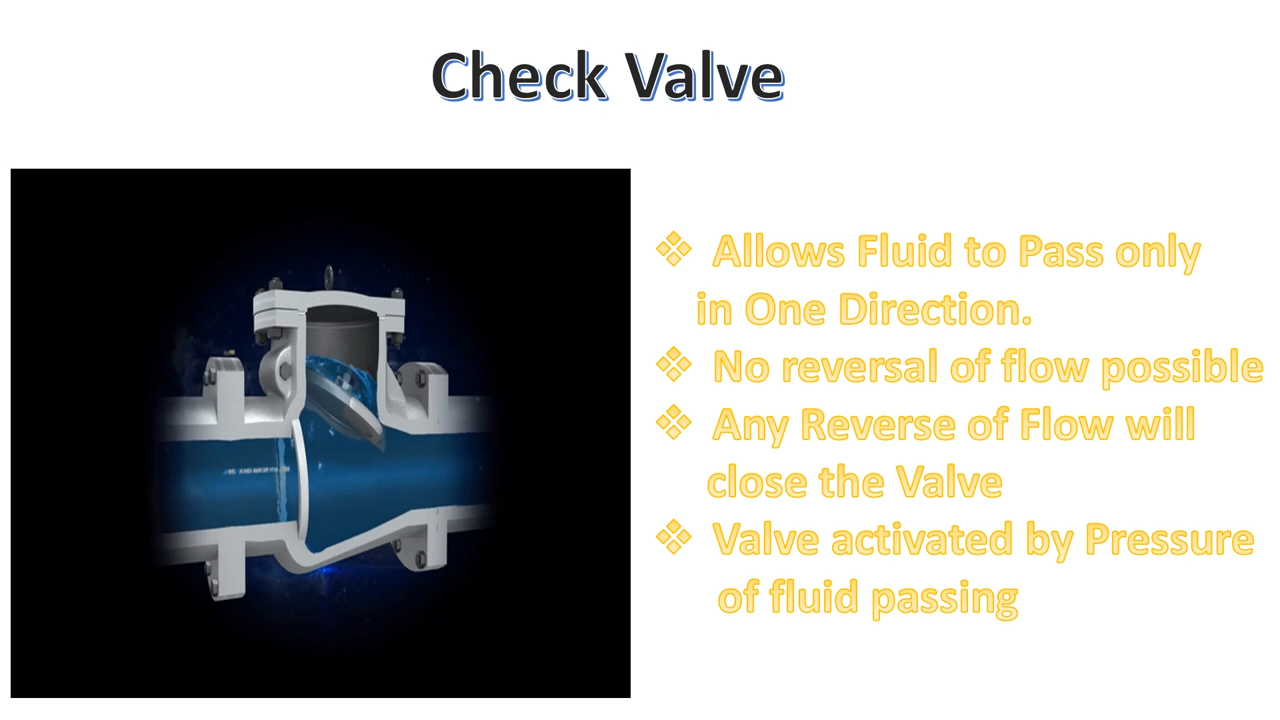 Check Valve
❖ Allows Fluid to Pass only
in One Direction.
❖ No reversal of flow possible
❖ Any Reverse of Flow will
close the Valve
❖ Valve activated by Pressure
of fluid passing